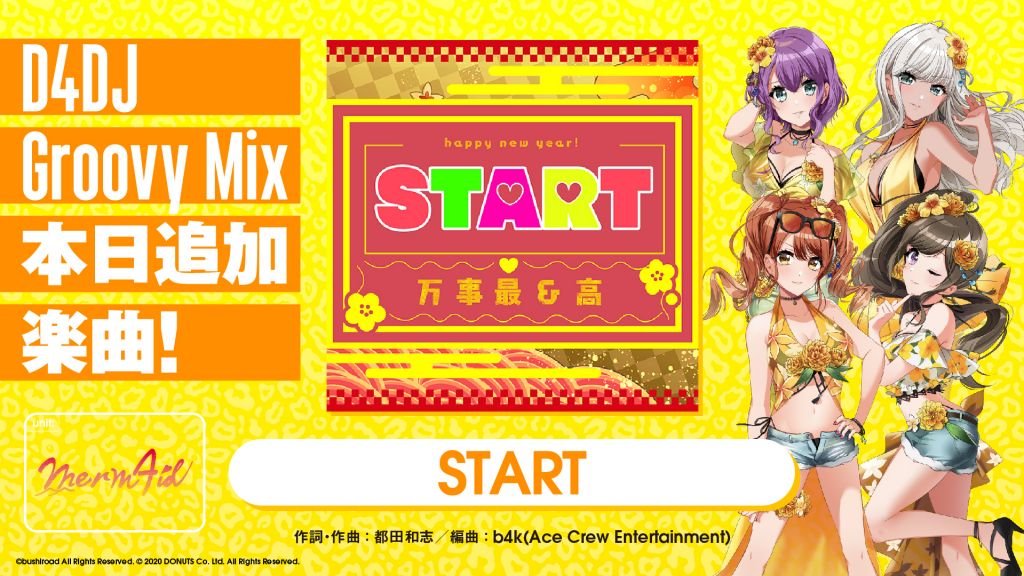 D4DJ
Groovy Mix
本日追加
楽曲!
happy new year!
START
万事最&高
unit
mermAid
START
作詞・作曲:都田和志/編曲:b4k(Ace Crew Entertainment)
©bushiroad All Rights Reserved. © 2020 DONUTS Co. Ltd. All Rights Reserved.